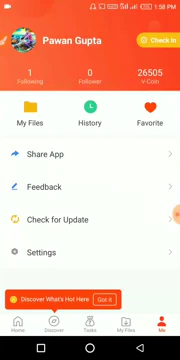 1:58 PM
Pawan Gupta
Check in
1 0 26505
Following Follower V-Coin
My Files History Favorite
Share App
Feedback
Check for Update
Settings
Discover What's Hot Here Got it
Home Discover Tasks My Files Me